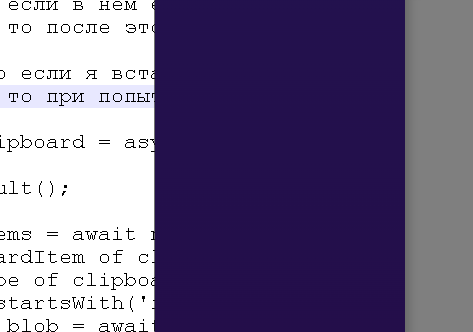 если в нем
то после это
если я вста
то при попыт
ipboard = asy
ult();
ems = await
ardItem of cl
pe of clipboa
startsWith('
blob = await